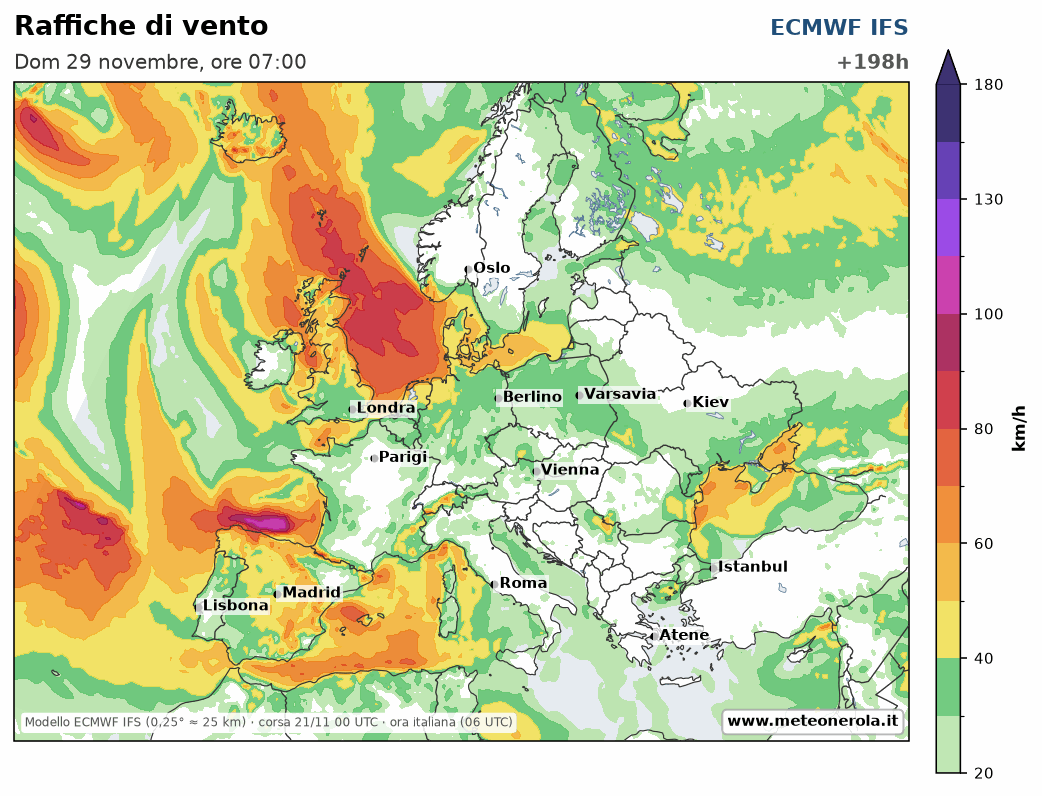 Raffiche di vento
ECMWF IFS
Dom 29 novembre, ore 07:00
+198h
180
130
100
80
60
40
20
km/h
Oslo
Londra
Berlino
Varsavia
Kiev
Parigi
Vienna
Istanbul
Roma
Madrid
Lisbona
Atene
Modello ECMWF IFS (0,25° ≈ 25 km) · corsa 21/11 00 UTC · ora italiana (06 UTC)
www.meteonerola.it